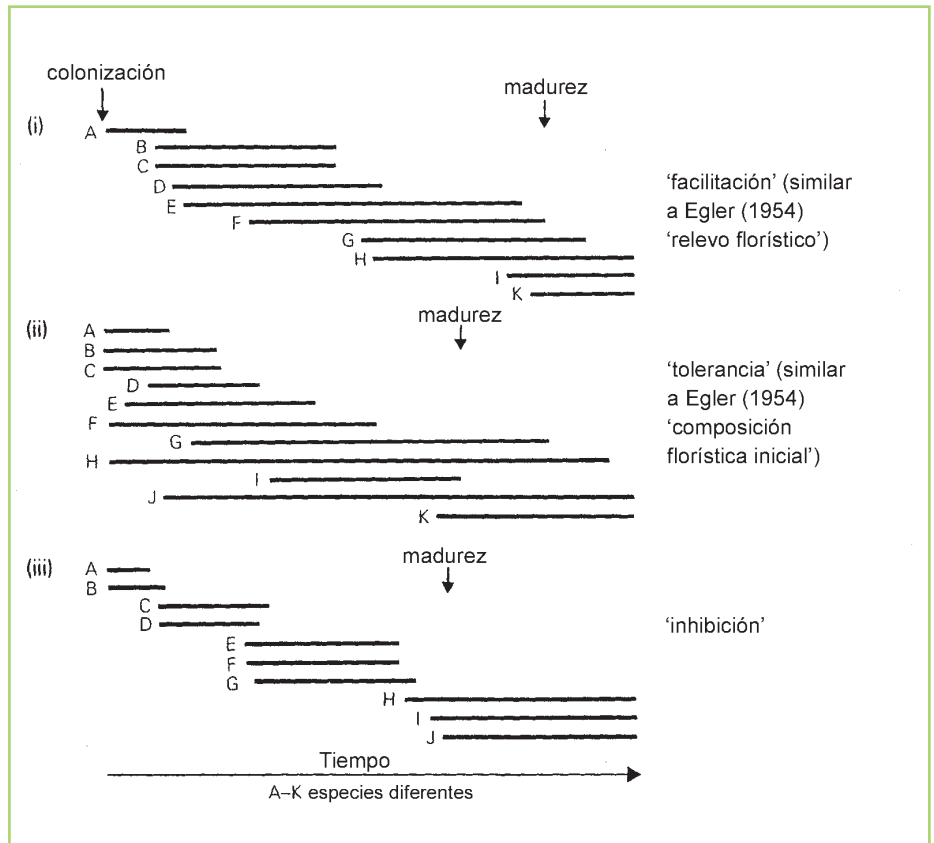 colonización
madurez
(i)
A
B
C
D
E
F
G
H
I
K
'facilitación' (similar
a Egler (1954)
'relevo florístico')
madurez
(ii)
A
B
C
D
E
F
G
H
I
J
K
'tolerancia' (similar
a Egler (1954)
'composición
florística inicial')
madurez
(iii)
A
B
C
D
E
F
G
H
I
J
'inhibición'
Tiempo
A–K especies diferentes